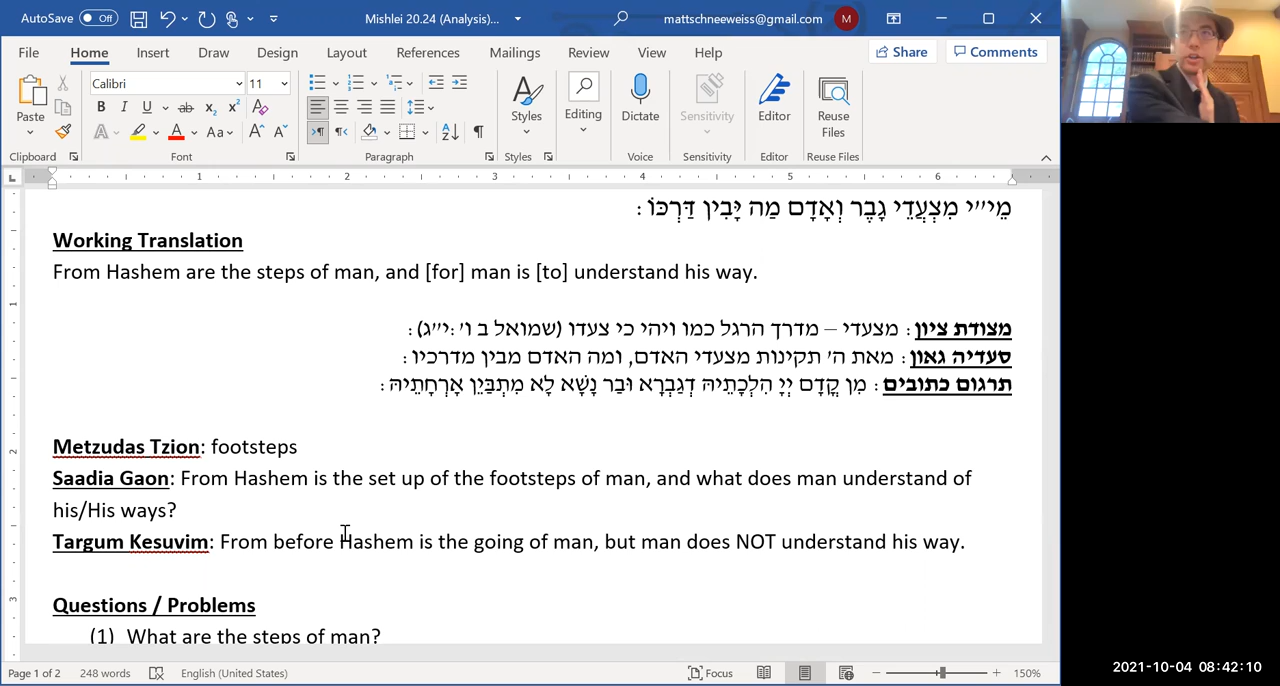 AutoSave Off Mishlei 20.24 (Analysis)... mattschneeweiss@gmail.com M
File Home Insert Draw Design Layout References Mailings Review View Help Share Comments
Calibri 11
Paste Styles Editing Dictate Sensitivity Editor Reuse Files
Clipboard Font Paragraph Styles Voice Sensitivity Editor Reuse Files
1 2 3 4 5 6
מֵי״י מִצְעֲדֵי גָבֶר וְאָדָם מַה יָּבִין דַּרְכּוֹ :
Working Translation
From Hashem are the steps of man, and [for] man is [to] understand his way.
מצודת ציון : מצעדי – מדרך הרגל כמו ויהי כי צעדו (שמואל ב ו׳ :י״ג) :
סעדיה גאון : מאת ה׳ תקינות מצעדי האדם, ומה האדם מבין מדרכיו :
תרגום כתובים : מִן קֳדָם יְיָ הִלְכָתֵיהּ דְגַבְרָא וּבַר נָשָׁא לָא מִתְבַּיֵן אָרְחָתֵיהּ :
Metzudas Tzion: footsteps
Saadia Gaon: From Hashem is the set up of the footsteps of man, and what does man understand of
his/His ways?
Targum Kesuvim: From before Hashem is the going of man, but man does NOT understand his way.
Questions / Problems
(1) What are the steps of man?
Page 1 of 2 248 words English (United States) Focus 150%
2021-10-04 08:42:10